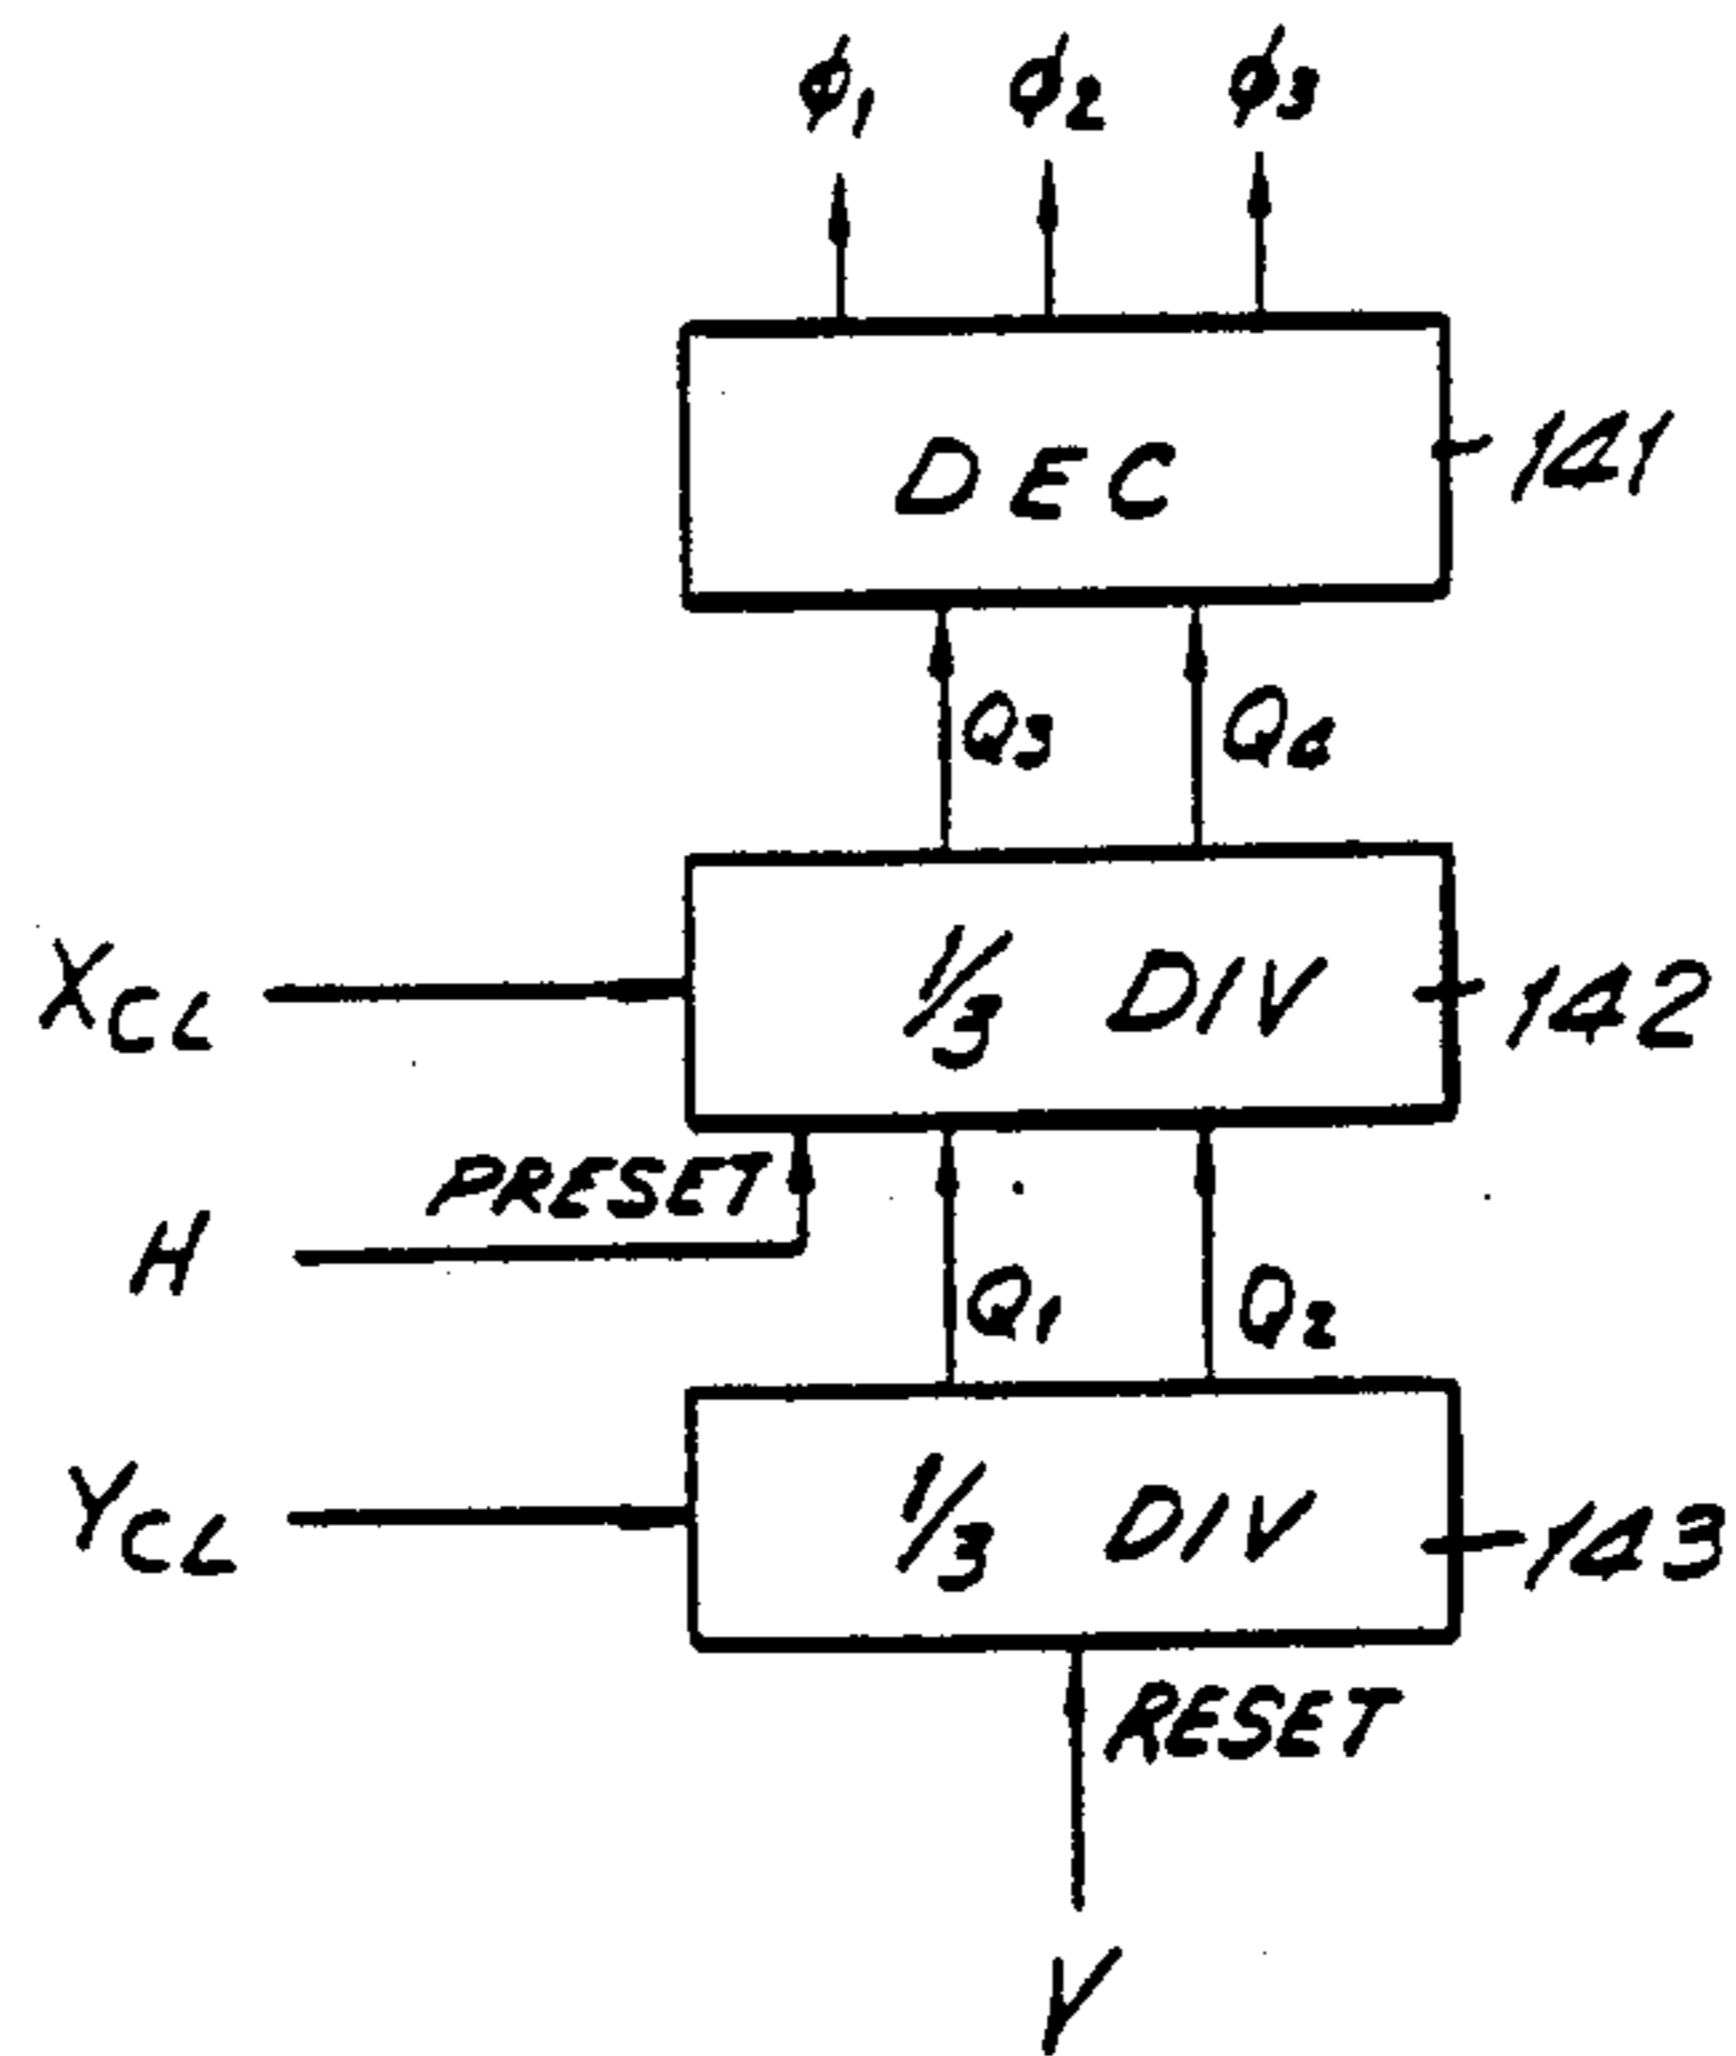 ϕ1 ϕ2 ϕ3
DEC
141
Q3 Q4
XCL
1/3 DIV
142
PRESET
H
Q1 Q2
YCL
1/3 DIV
143
RESET
V